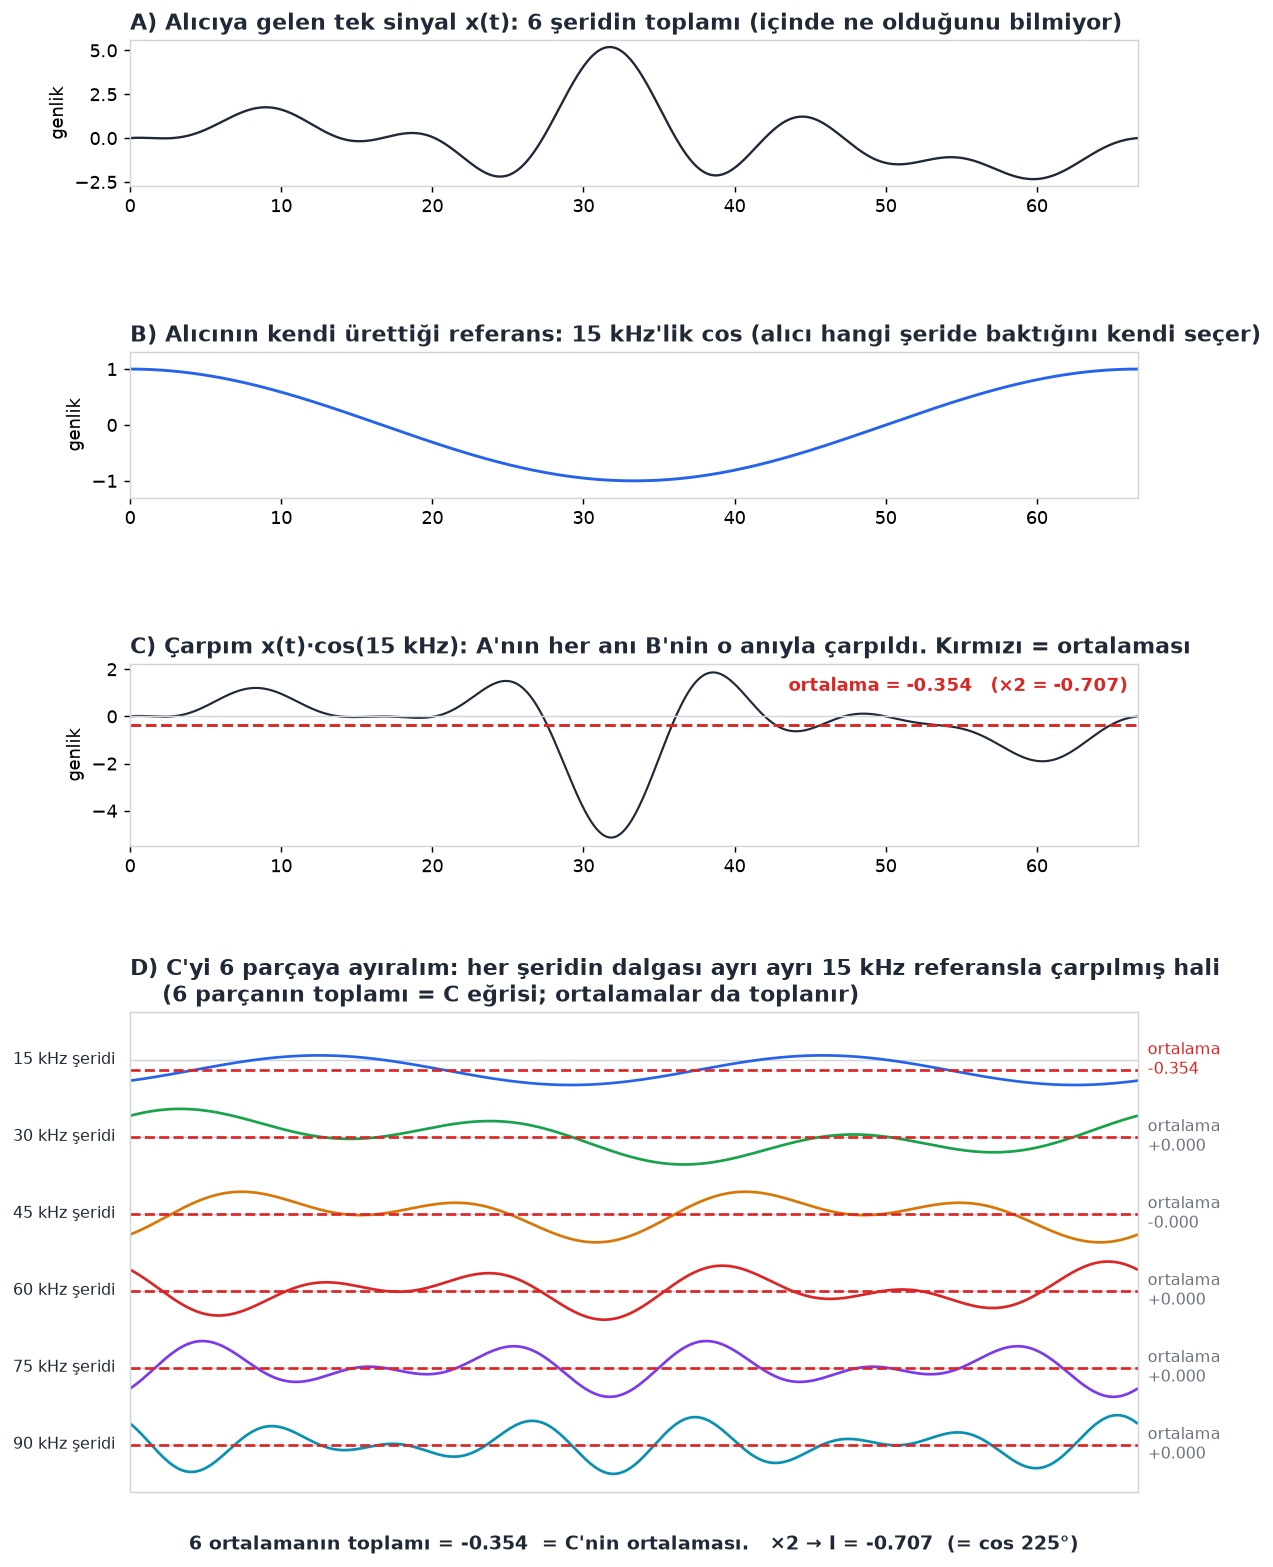 A) Alıcıya gelen tek sinyal x(t): 6 şeridin toplamı (içinde ne olduğunu bilmiyor)
genlik
5.0
2.5
0.0
−2.5
0 10 20 30 40 50 60
B) Alıcının kendi ürettiği referans: 15 kHz'lik cos (alıcı hangi şeride baktığını kendi seçer)
genlik
1
0
−1
0 10 20 30 40 50 60
C) Çarpım x(t)·cos(15 kHz): A'nın her anı B'nin o anıyla çarpıldı. Kırmızı = ortalaması
ortalama = -0.354 (×2 = -0.707)
genlik
2
0
−2
−4
0 10 20 30 40 50 60
D) C'yi 6 parçaya ayıralım: her şeridin dalgası ayrı ayrı 15 kHz referansla çarpılmış hali
(6 parçanın toplamı = C eğrisi; ortalamalar da toplanır)
15 kHz şeridi
ortalama
-0.354
30 kHz şeridi
ortalama
+0.000
45 kHz şeridi
ortalama
-0.000
60 kHz şeridi
ortalama
+0.000
75 kHz şeridi
ortalama
+0.000
90 kHz şeridi
ortalama
+0.000
6 ortalamanın toplamı = -0.354 = C'nin ortalaması. ×2 → I = -0.707 (= cos 225°)